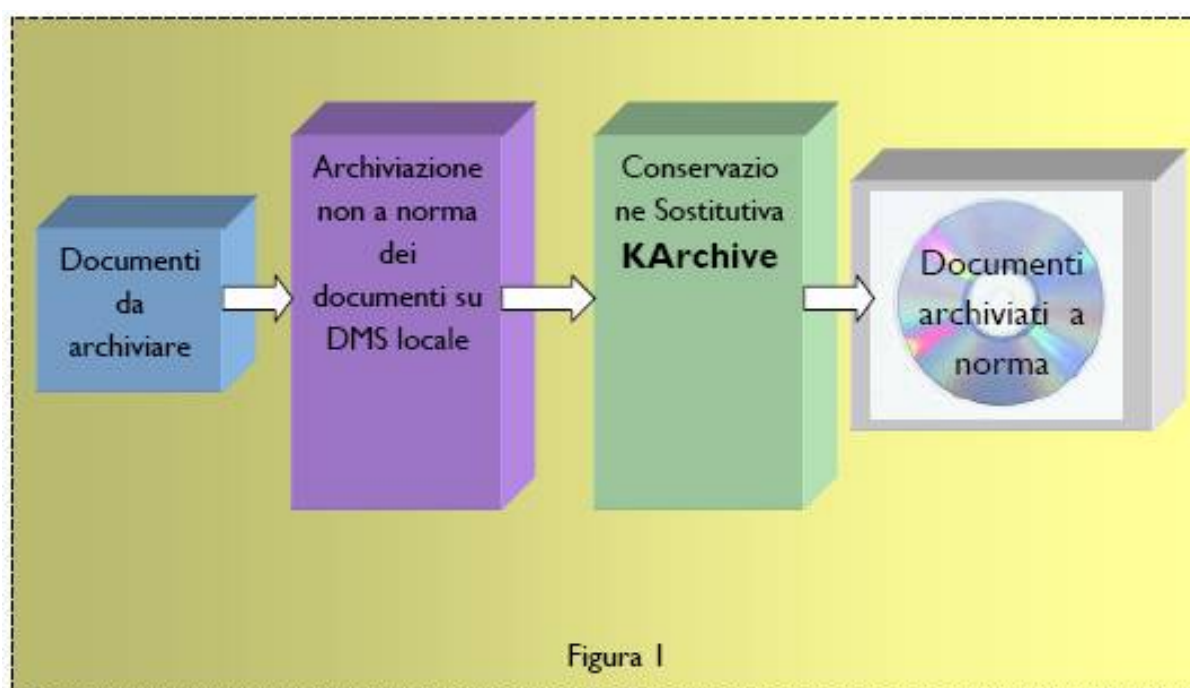 Documenti
da
archiviare
Archiviazione
non a norma
dei
documenti su
DMS locale
Conservazio
ne Sostitutiva
KArchive
Documenti
archiviati a
norma
Figura 1